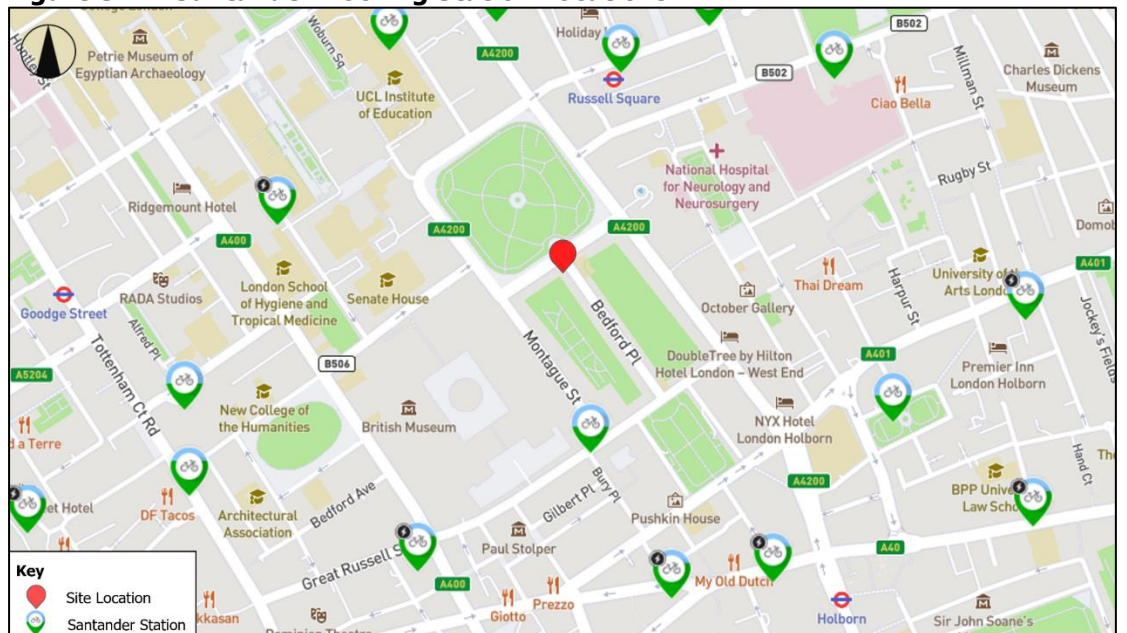 Holiday
B502
A4200
Petrie Museum of
Egyptian Archaeology
Woburn Sq
Huntley St
UCL Institute
of Education
Russell Square
B502
Ciao Bella
Millman St
Charles Dickens
Museum
National Hospital
for Neurology and
Neurosurgery
Rugby St
Ridgemount Hotel
A400
A4200
A4200
London School
of Hygiene and
Tropical Medicine
Senate House
RADA Studios
Goodge Street
Alfred Pl
Tottenham Ct Rd
Thai Dream
Harpur St
A401
Jockey's Fields
October Gallery
Bedford Pl
Montague St
DoubleTree by Hilton
Hotel London – West End
A401
Premier Inn
London Holborn
B506
A5204
New College of
the Humanities
British Museum
NYX Hotel
London Holborn
Hand Ct
DF Tacos
Architectural
Association
Bedford Ave
Gilbert Pl
Bury Pl
Pushkin House
A4200
Paul Stolper
Great Russell
A400
My Old Dutch
A40
Giotto
Prezzo
Holborn
Sir John Soane's
Key
Site Location
Santander Station